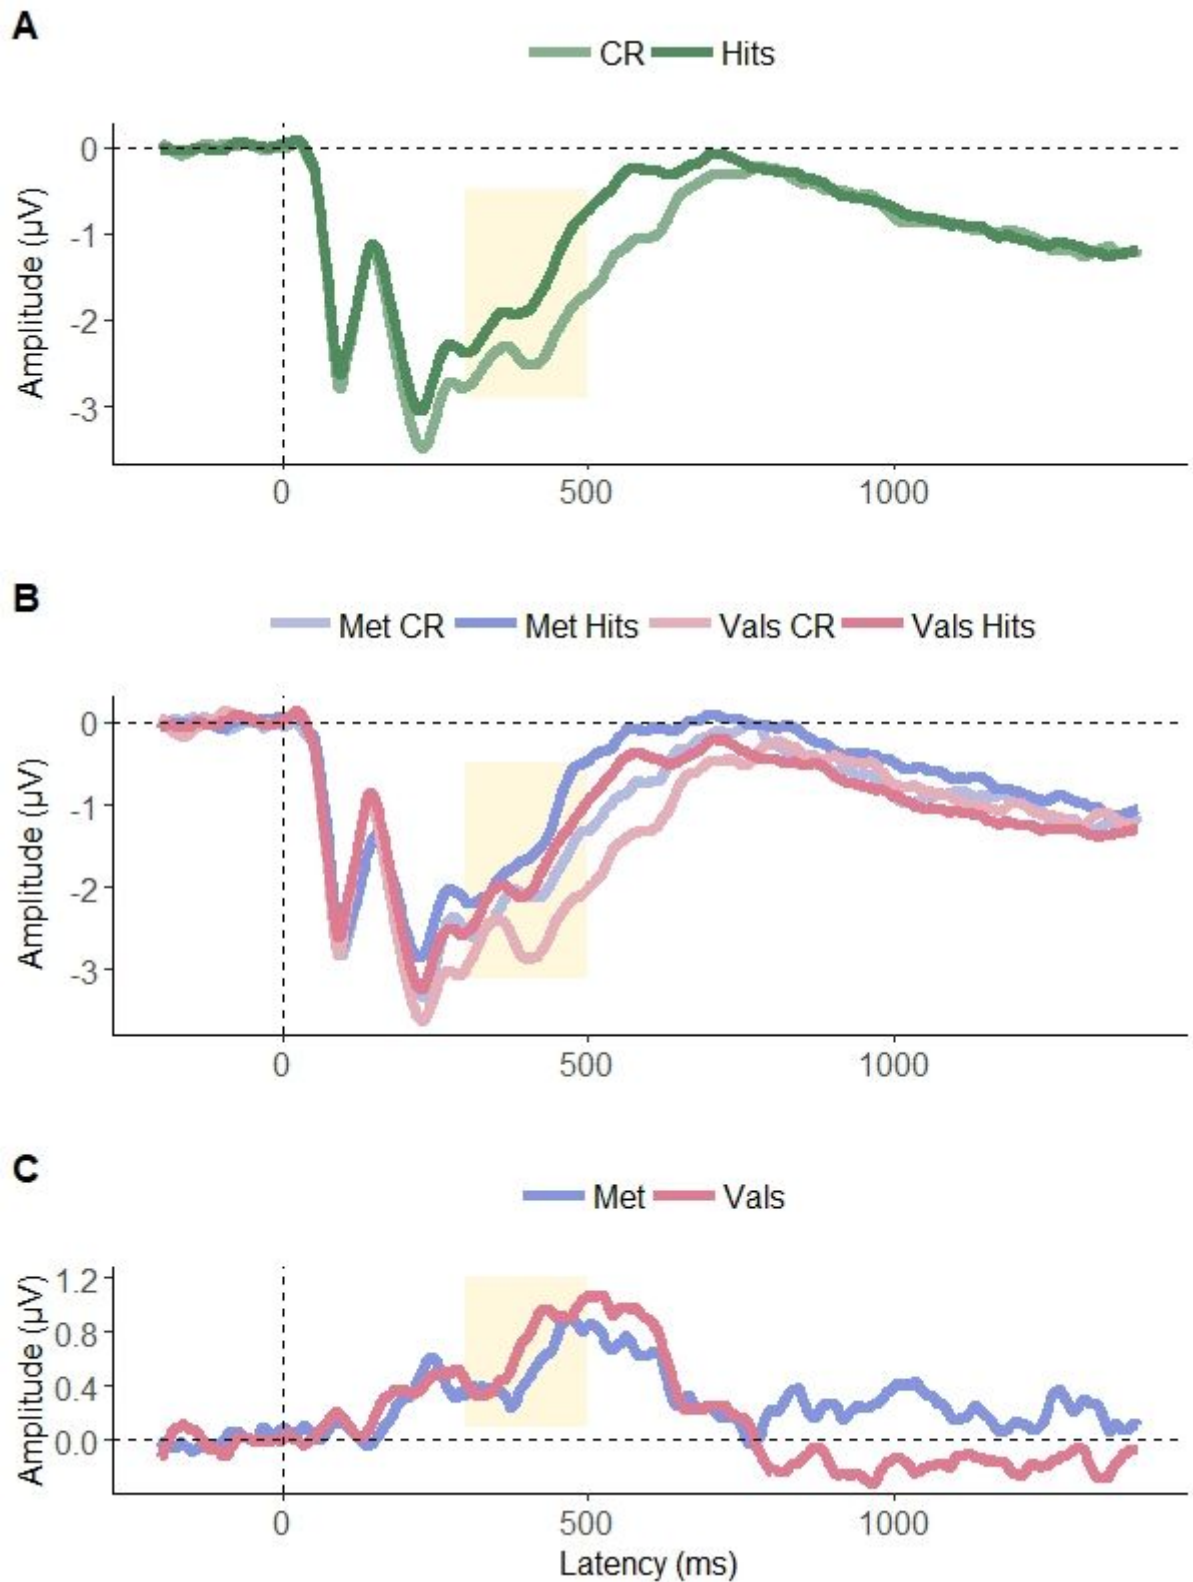 A
CR Hits
0
-1
-2
-3
Amplitude (µV)
0 500 1000
B
Met CR Met Hits Vals CR Vals Hits
0
-1
-2
-3
Amplitude (µV)
0 500 1000
C
Met Vals
1.2
0.8
0.4
0.0
Amplitude (µV)
0 500 1000
Latency (ms)